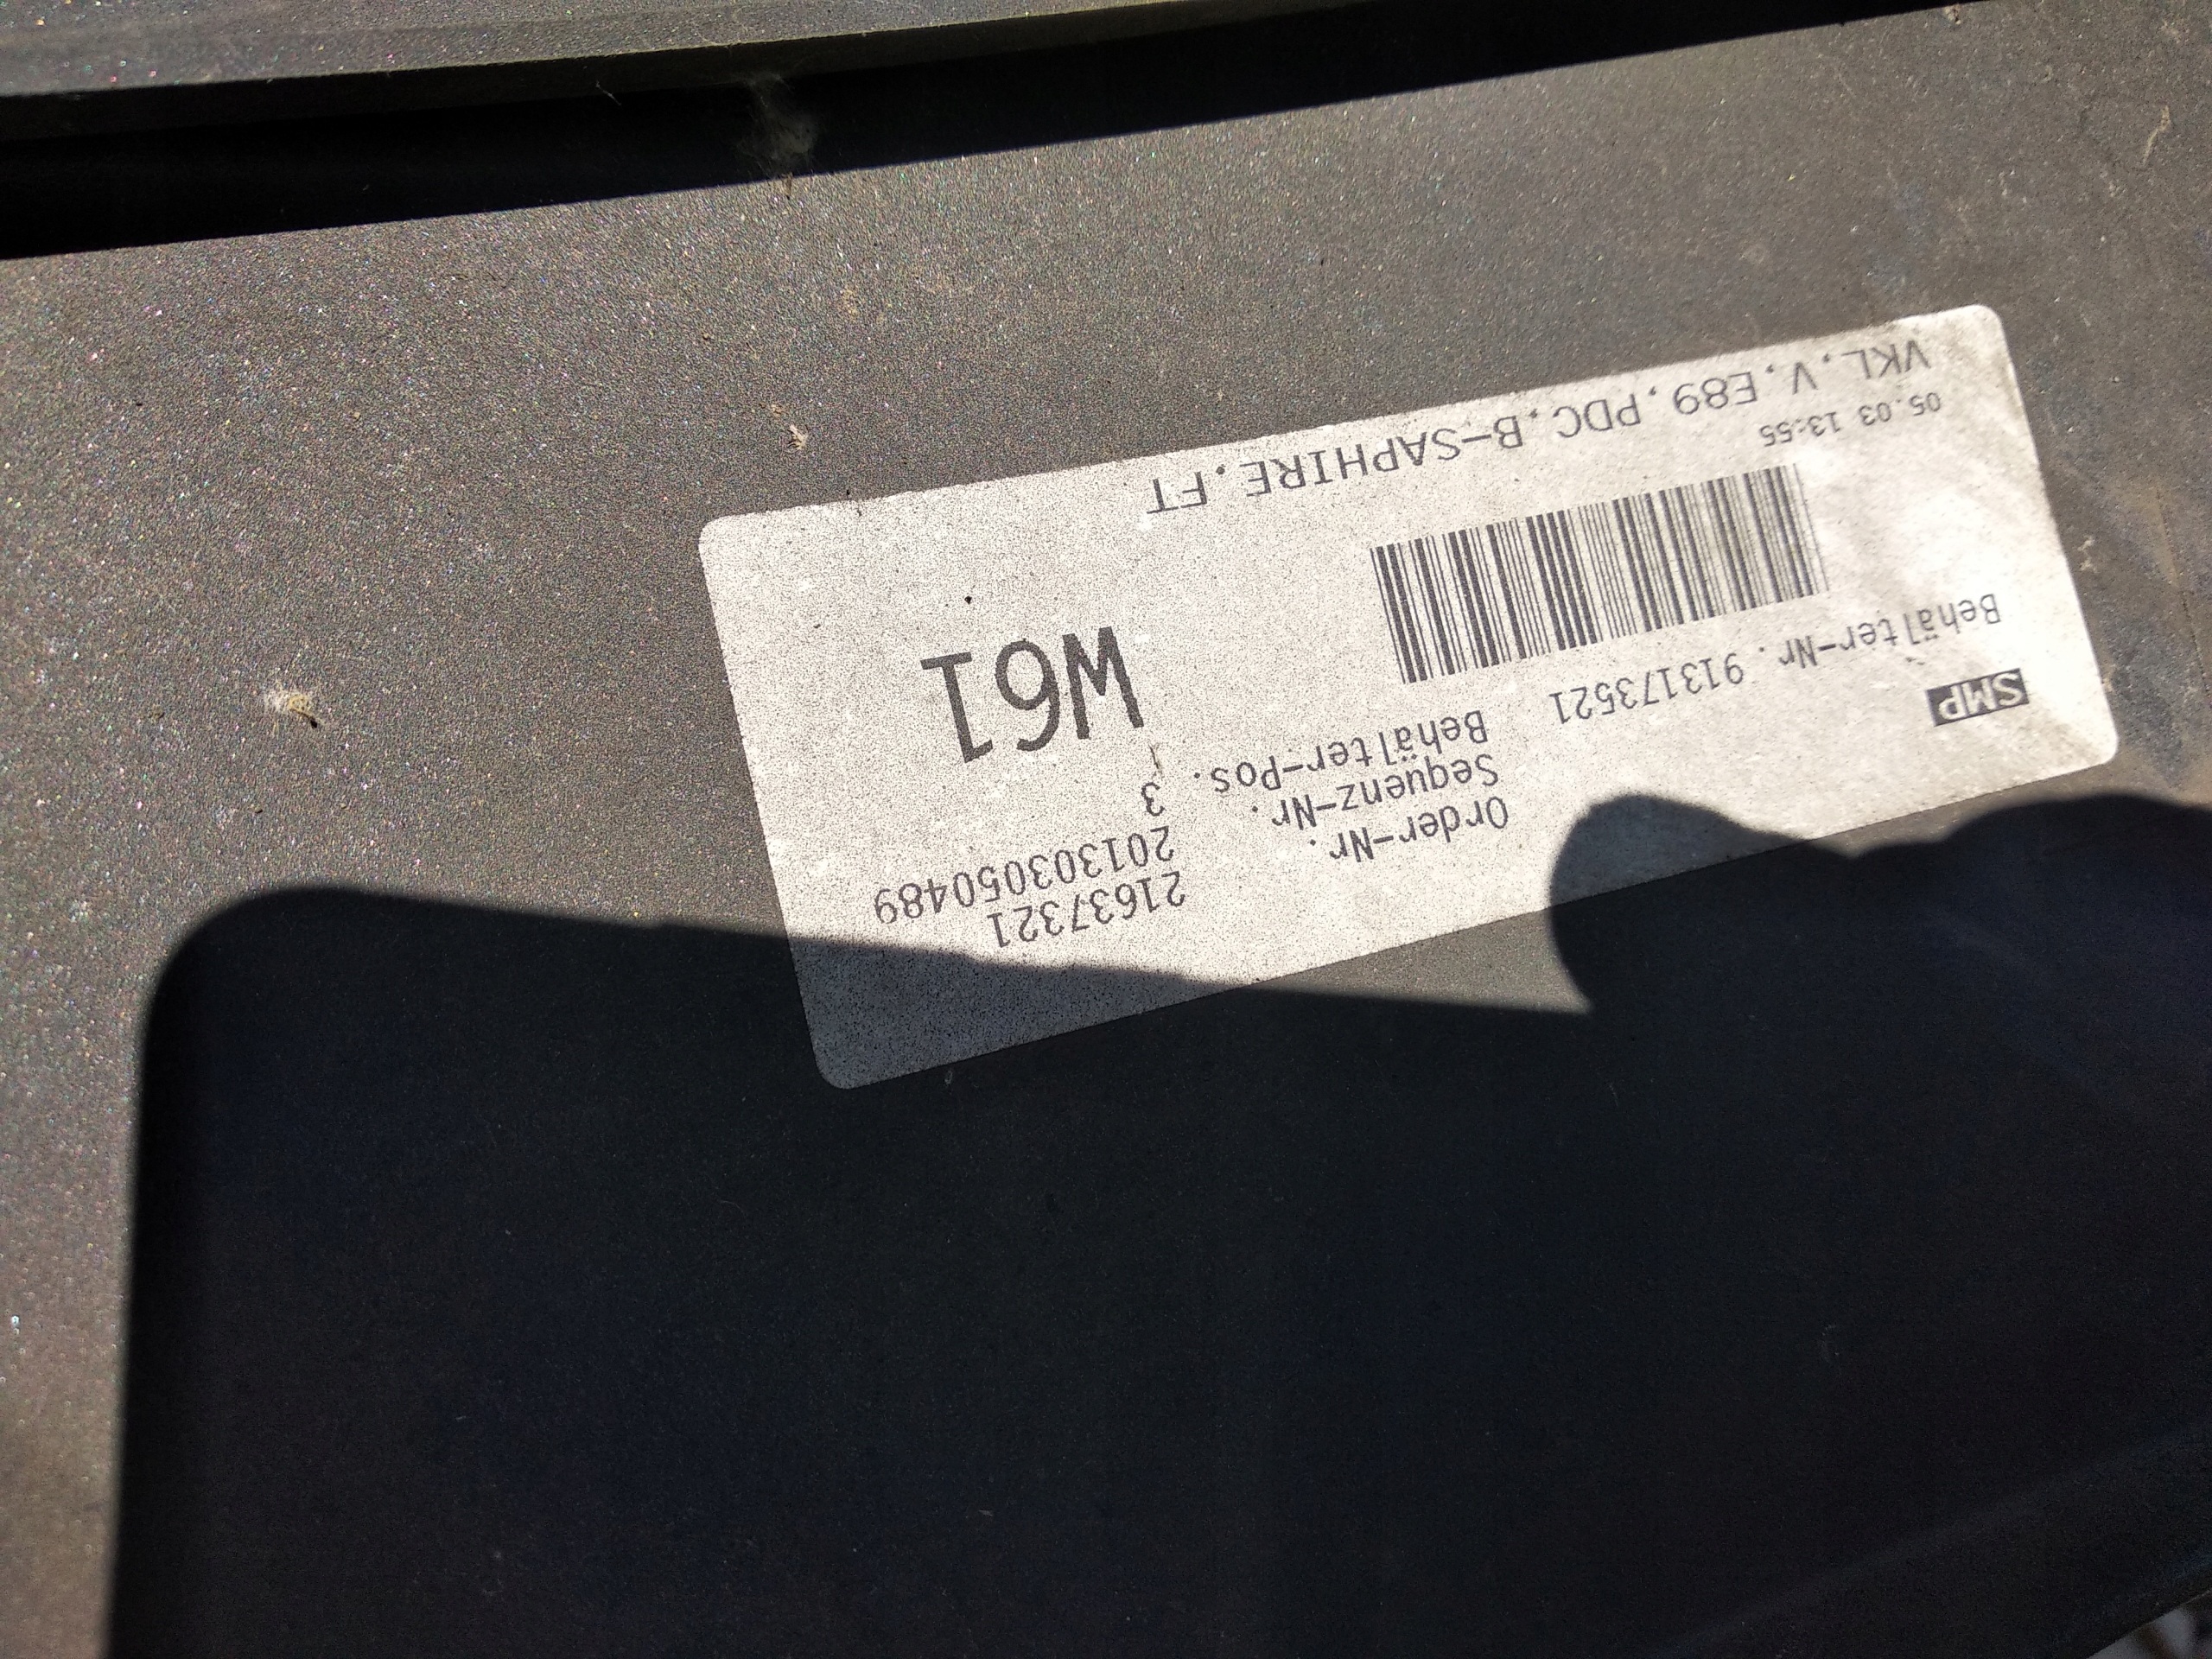 SMP
Order-Nr. 21637321
Sequenz-Nr. 201303050489
Behälter-Nr. 913173521 Behälter-Pos. 3
W61
05.03 13:55
VKL.V.E89.PDC.B-SAPHIRE.FT